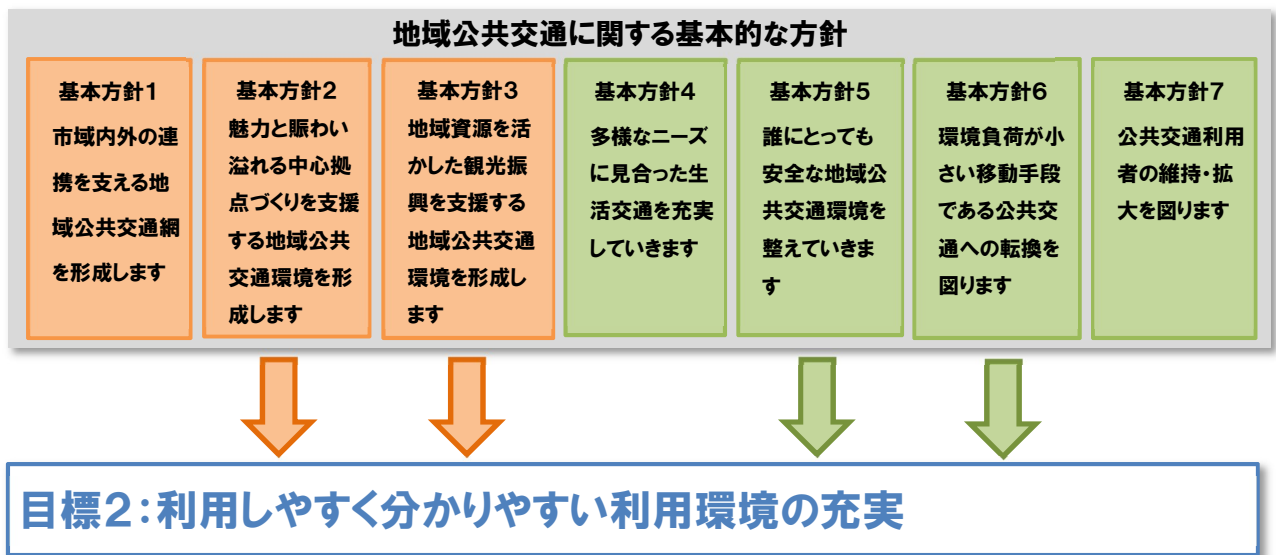 地域公共交通に関する基本的な方針
基本方針1
市域内外の連
携を支える地
域公共交通網
を形成します
基本方針2
魅力と賑わい
溢れる中心拠
点づくりを支援
する地域公共
交通環境を形
成します
基本方針3
地域資源を活
かした観光振
興を支援する
地域公共交通
環境を形成し
ます
基本方針4
多様なニーズ
に見合った生
活交通を充実
していきます
基本方針5
誰にとっても
安全な地域公
共交通環境を
整えていきま
す
基本方針6
環境負荷が小
さい移動手段
である公共交
通への転換を
図ります
基本方針7
公共交通利用
者の維持・拡
大を図ります
目標2:利用しやすく分かりやすい利用環境の充実